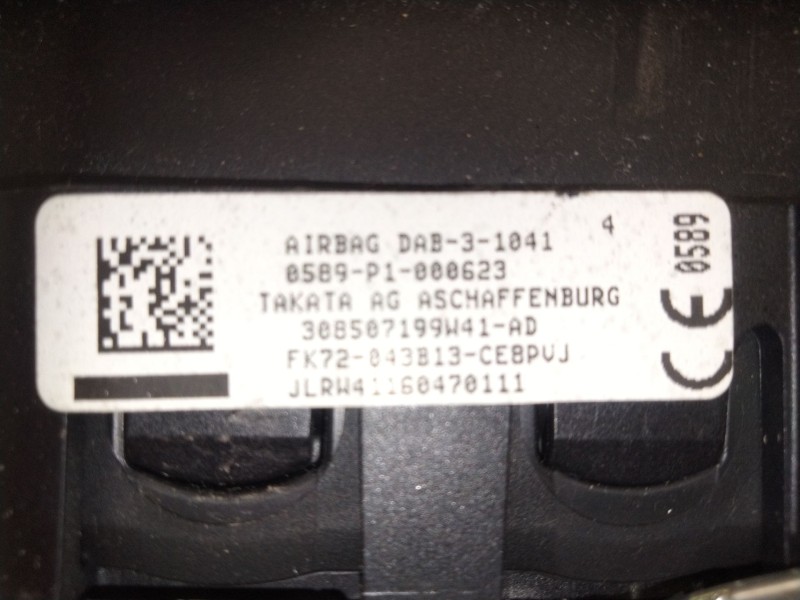 AIRBAG DAB-3-1041
4
0589-P1-000623
TAKATA AG ASCHAFFENBURG
308507199W41-AD
FK72-043B13-CE8PVJ
JLRW41160470111
CE 0589